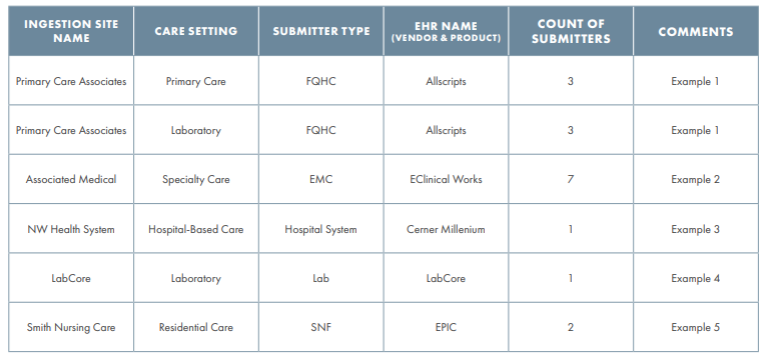 INGESTION SITE NAME CARE SETTING SUBMITTER TYPE EHR NAME (VENDOR & PRODUCT) COUNT OF SUBMITTERS COMMENTS
Primary Care Associates Primary Care FQHC Allscripts 3 Example 1
Primary Care Associates Laboratory FQHC Allscripts 3 Example 1
Associated Medical Specialty Care EMC EClinical Works 7 Example 2
NW Health System Hospital-Based Care Hospital System Cerner Millenium 1 Example 3
LabCore Laboratory Lab LabCore 1 Example 4
Smith Nursing Care Residential Care SNF EPIC 2 Example 5